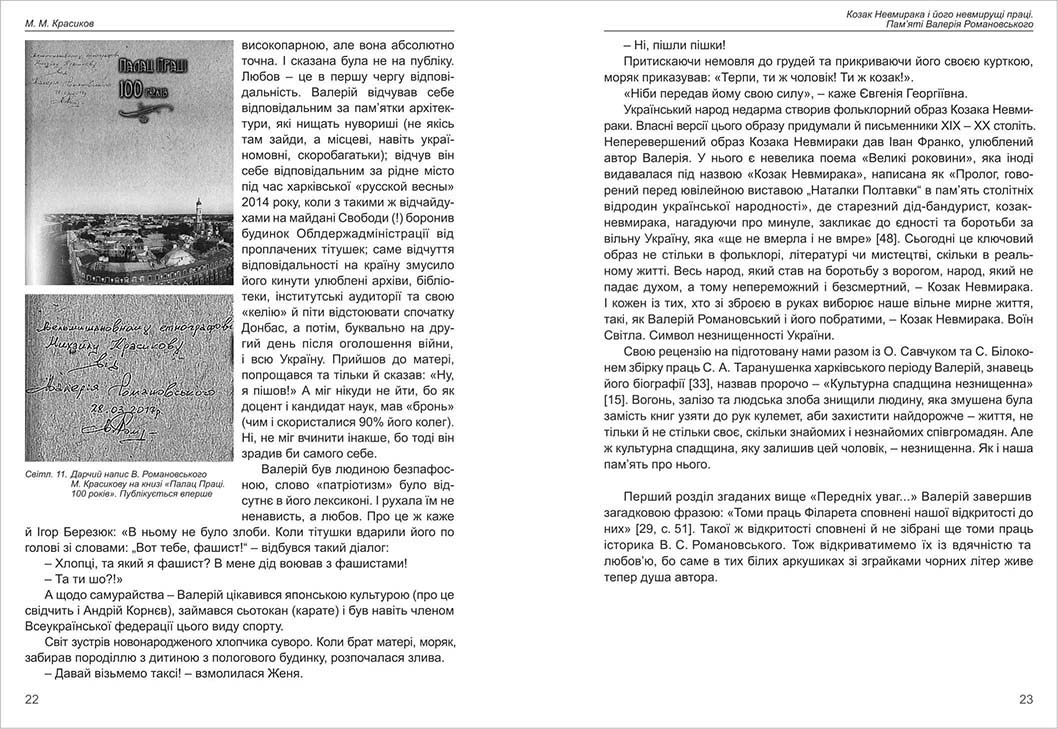 М. М. Красиков
ПАЛАЦ ПРАЦІ
100 РОКІВ
Вельмишановному етнографові
Михайлу Красикову
від
Валерія Романовського
28.03.2017р.
Світл. 11. Дарчий напис В. Романовського
М. Красикову на книзі «Палац Праці.
100 років». Публікується вперше
високопарною, але вона абсолютно
точна. І сказана була не на публіку.
Любов – це в першу чергу відпові-
дальність. Валерій відчував себе
відповідальним за пам’ятки архітек-
тури, які нищать нувориші (не якісь
там зайди, а місцеві, навіть украї-
номовні, скоробагатьки); відчув він
себе відповідальним за рідне місто
під час харківської «русской весны»
2014 року, коли з такими ж відчайду-
хами на майдані Свободи (!) боронив
будинок Облдержадміністрації від
проплачених тітушек; саме відчуття
відповідальності на країну змусило
його кинути улюблені архіви, бібліо-
теки, інститутські аудиторії та свою
«келію» й піти відстоювати спочатку
Донбас, а потім, буквально на дру-
гий день після оголошення війни,
і всю Україну. Прийшов до матері,
попрощався та тільки й сказав: «Ну,
я пішов!» А міг нікуди не йти, бо як
доцент і кандидат наук, мав «бронь»
(чим і скористалися 90% його колег).
Ні, не міг вчинити інакше, бо тоді він
зрадив би самого себе.
Валерій був людиною безпафос-
ною, слово «патріотизм» було від-
сутнє в його лексиконі. І рухала їм не
ненависть, а любов. Про це ж каже
й Ігор Березюк: «В ньому не було злоби. Коли тітушки вдарили його по
голові зі словами: „Вот тебе, фашист!“ – відбувся такий діалог:
– Хлопці, та який я фашист? В мене дід воював з фашистами!
– Та ти шо?!»
А щодо самурайства – Валерій цікавився японською культурою (про це
свідчить і Андрій Корнєв), займався сьотокан (карате) і був навіть членом
Всеукраїнської федерації цього виду спорту.
Світ зустрів новонародженого хлопчика суворо. Коли брат матері, моряк,
забирав породіллю з дитиною з пологового будинку, розпочалася злива.
– Давай візьмемо таксі! – взмолилася Женя.
22
Козак Невмирака і його невмирущі праці.
Пам’яті Валерія Романовського
– Ні, пішли пішки!
Притискаючи немовля до грудей та прикриваючи його своєю курткою,
моряк приказував: «Терпи, ти ж чоловік! Ти ж козак!».
«Ніби передав йому свою силу», – каже Євгенія Георгіївна.
Український народ недарма створив фольклорний образ Козака Невми-
раки. Власні версії цього образу придумали й письменники XIX – XX століть.
Неперевершений образ Козака Невмираки дав Іван Франко, улюблений
автор Валерія. У нього є невелика поема «Великі роковини», яка іноді
видавалася під назвою «Козак Невмирака», написана як «Пролог, гово-
рений перед ювілейною виставою „Наталки Полтавки“ в пам’ять столітніх
відродин української народності», де старезний дід-бандурист, козак-
невмирака, нагадуючи про минуле, закликає до єдності та боротьби за
вільну Україну, яка «ще не вмерла і не вмре» [48]. Сьогодні це ключовий
образ не стільки в фольклорі, літературі чи мистецтві, скільки в реаль-
ному житті. Весь народ, який став на боротьбу з ворогом, народ, який не
падає духом, а тому непереможний і безсмертний, – Козак Невмирака.
І кожен із тих, хто зі зброєю в руках виборює наше вільне мирне життя,
такі, як Валерій Романовський і його побратими, – Козак Невмирака. Воїн
Світла. Символ незнищенності України.
Свою рецензію на підготовану нами разом із О. Савчуком та С. Білоко-
нем збірку праць С. А. Таранушенка харківського періоду Валерій, знавець
його біографії [33], назвав пророчо – «Культурна спадщина незнищенна»
[15]. Вогонь, залізо та людська злоба знищили людину, яка змушена була
замість книг узяти до рук кулемет, аби захистити найдорожче – життя, не
тільки й не стільки своє, скільки знайомих і незнайомих співгромадян. Але
ж культурна спадщина, яку залишив цей чоловік, – незнищенна. Як і наша
пам’ять про нього.
Перший розділ згаданих вище «Передніх уваг...» Валерій завершив
загадковою фразою: «Томи праць Філарета сповнені нашої відкритості до
них» [29, с. 51]. Такої ж відкритості сповнені й не зібрані ще томи праць
історика В. С. Романовського. Тож відкриватимемо їх із вдячністю та
любов’ю, бо саме в тих білих аркушиках зі зграйками чорних літер живе
тепер душа автора.
23